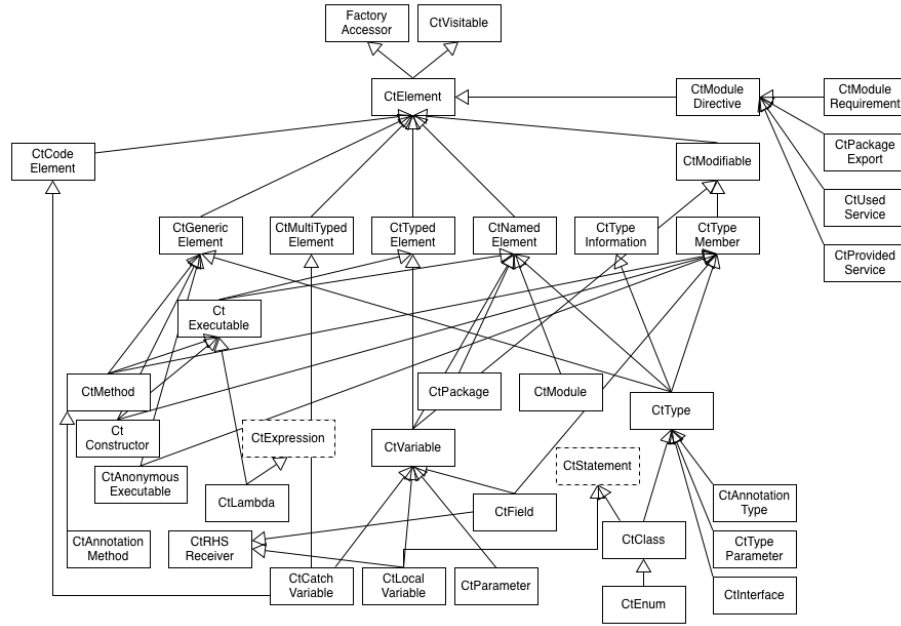 Factory
Accessor
CtVisitable
CtElement
CtModule
Directive
CtModule
Requirement
CtCode
Element
CtModifiable
CtPackage
Export
CtUsed
Service
CtGeneric
Element
CtMultiTyped
Element
CtTyped
Element
CtNamed
Element
CtType
Information
CtType
Member
CtProvided
Service
Ct
Executable
CtMethod
CtPackage
CtModule
CtType
Ct
Constructor
CtExpression
CtVariable
CtStatement
CtAnonymous
Executable
CtLambda
CtField
CtAnnotation
Type
CtAnnotation
Method
CtRHS
Receiver
CtClass
CtType
Parameter
CtCatch
Variable
CtLocal
Variable
CtParameter
CtEnum
CtInterface